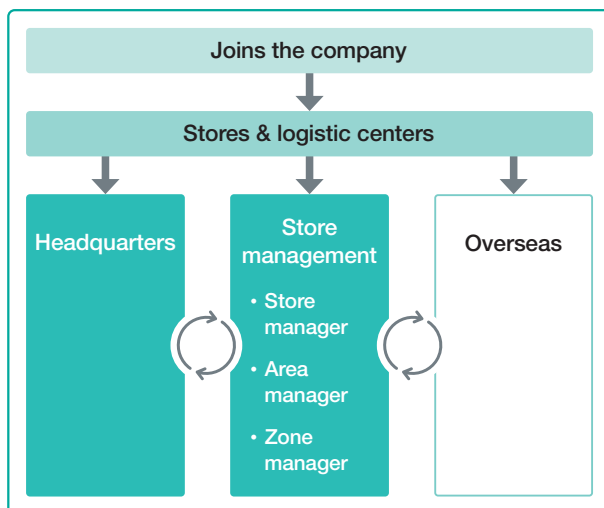 Joins the company
Stores & logistic centers
Headquarters
Store
management
• Store
manager
• Area
manager
• Zone
manager
Overseas